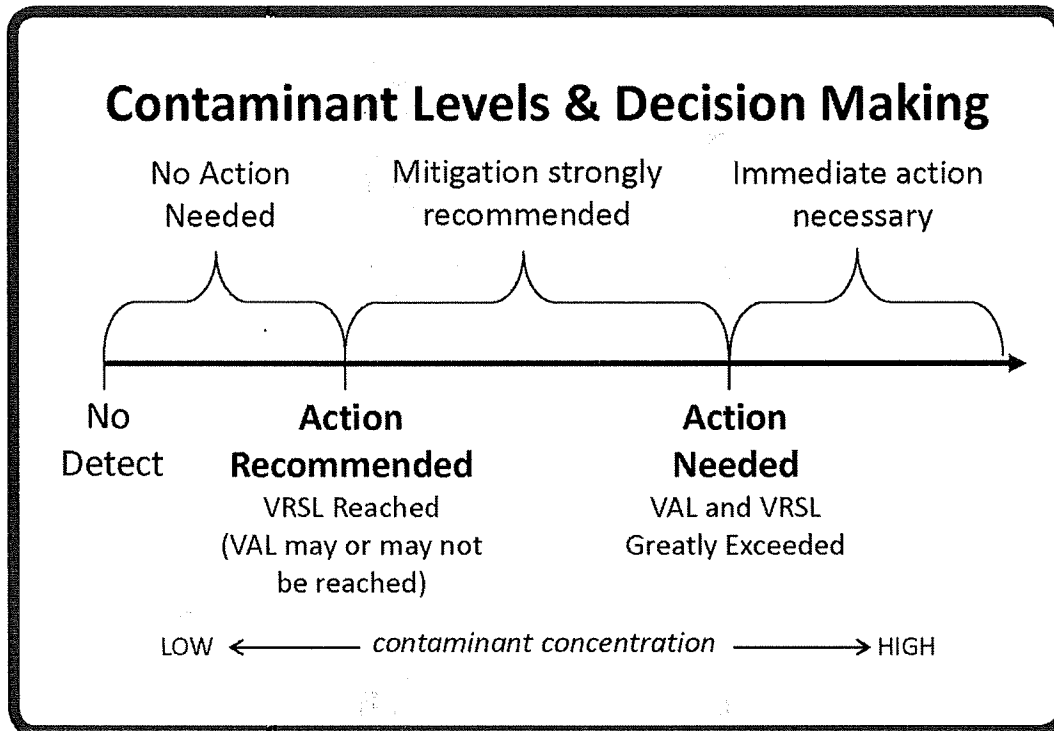 Contaminant Levels & Decision Making
No Action
Needed
Mitigation strongly
recommended
Immediate action
necessary
No
Detect
Action
Recommended
VRSL Reached
(VAL may or may not
be reached)
Action
Needed
VAL and VRSL
Greatly Exceeded
LOW
contaminant concentration
HIGH